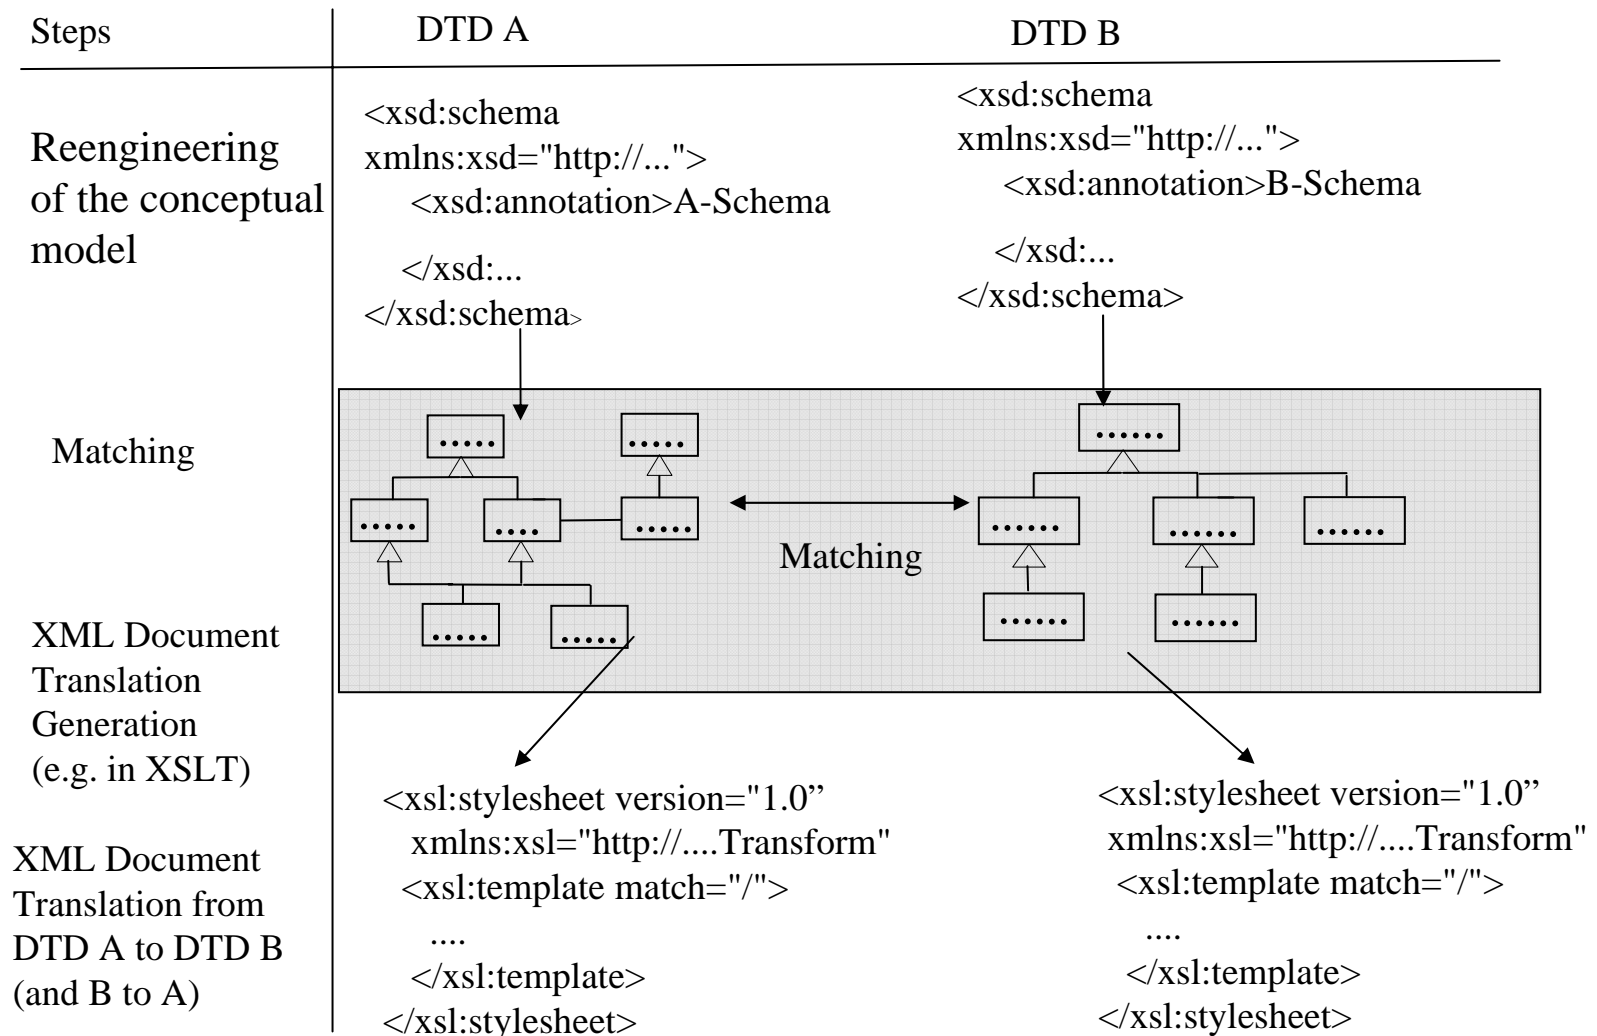 Steps
DTD A
DTD B
Reengineering
of the conceptual
model
<xsd:schema
xmlns:xsd="http://...">
<xsd:annotation>A-Schema
</xsd:...
</xsd:schema>
<xsd:schema
xmlns:xsd="http://...">
<xsd:annotation>B-Schema
</xsd:...
</xsd:schema>
Matching
.....
.....
.....
....
.....
.....
.....
Matching
......
......
......
......
......
......
XML Document
Translation
Generation
(e.g. in XSLT)
XML Document
Translation from
DTD A to DTD B
(and B to A)
<xsl:stylesheet version="1.0”
xmlns:xsl="http://....Transform"
<xsl:template match="/">
....
</xsl:template>
</xsl:stylesheet>
<xsl:stylesheet version="1.0”
xmlns:xsl="http://....Transform"
<xsl:template match="/">
....
</xsl:template>
</xsl:stylesheet>